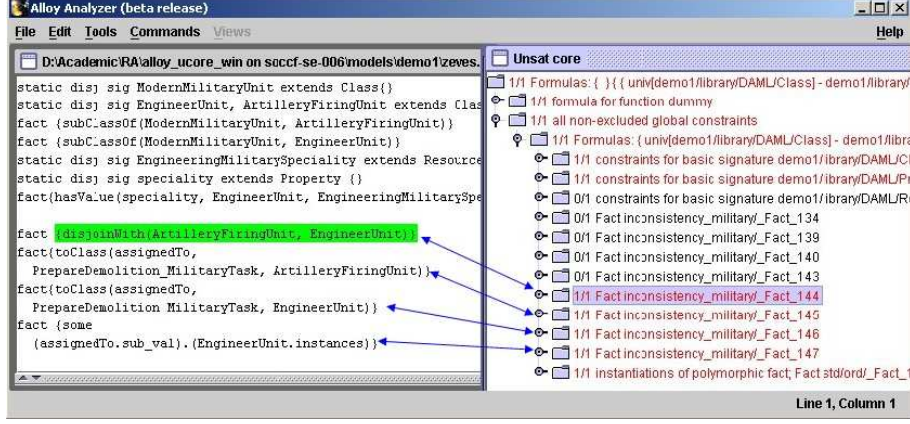 Alloy Analyzer (beta release)
File Edit Tools Commands Views Help
D:\Academic\RA\alloy_ucore_win on soccf-se-006\models\demo1\zeves.
static disj sig ModernMilitaryUnit extends Class{}
static disj sig EngineerUnit, ArtilleryFiringUnit extends Clas
fact {subClassOf(ModernMilitaryUnit, ArtilleryFiringUnit)}
fact {subClassOf(ModernMilitaryUnit, EngineerUnit)}
static disj sig EngineeringMilitarySpeciality extends Resource
static disj sig speciality extends Property {}
fact{hasValue(speciality, EngineerUnit, EngineeringMilitarySpe
fact {disjoinWith(ArtilleryFiringUnit, EngineerUnit)}
fact{toClass(assignedTo,
PrepareDemolition_MilitaryTask, ArtilleryFiringUnit)}
fact{toClass(assignedTo,
PrepareDemolition MilitaryTask, EngineerUnit)}
fact {some
(assignedTo.sub_val).(EngineerUnit.instances)}
Unsat core
1/1 Formulas: { }{{ univ[demo1/library/DAML/Class] - demo1/library/
1/1 formula for function dummy
1/1 all non-excluded global constraints
1/1 Formulas: {univ[demo1/library/DAML/Class] - demo1/libra
1/1 constraints for basic signature demo1/library/DAML/Cl
1/1 constraints for basic signature demo1/library/DAML/Pr
0/1 constraints for basic signature demo1/library/DAML/Re
0/1 Fact inconsistency_military/_Fact_134
0/1 Fact inconsistency_military/_Fact_139
0/1 Fact inconsistency_military/_Fact_140
0/1 Fact inconsistency_military/_Fact_143
1/1 Fact inconsistency_military/_Fact_144
1/1 Fact inconsistency_military/_Fact_145
1/1 Fact inconsistency_military/_Fact_146
1/1 Fact inconsistency_military/_Fact_147
1/1 instantiations of polymorphic fact; Fact std/ord/_Fact_1
Line 1, Column 1